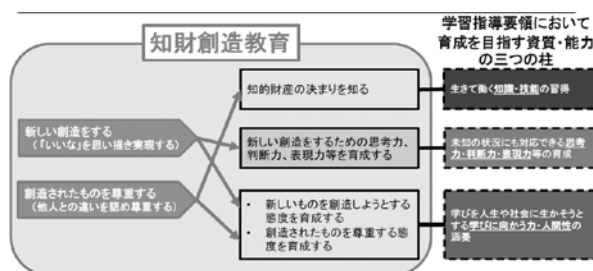 知財創造教育
学習指導要領において
育成を目指す資質・能力
の三つの柱
知的財産の決まりを知る
生きて働く知識・技能の習得
新しい創造をする
(「いいな」を思い描き実現する)
新しい創造をするための思考力、
判断力、表現力等を育成する
未知の状況にも対応できる思考
力・判断力・表現力等の育成
創造されたものを尊重する
(他人との違いを認め尊重する)
• 新しいものを創造しようとする
態度を育成する
• 創造されたものを尊重する態
度を育成する
学びを人生や社会に生かそうと
する学びに向かう力・人間性の
涵養